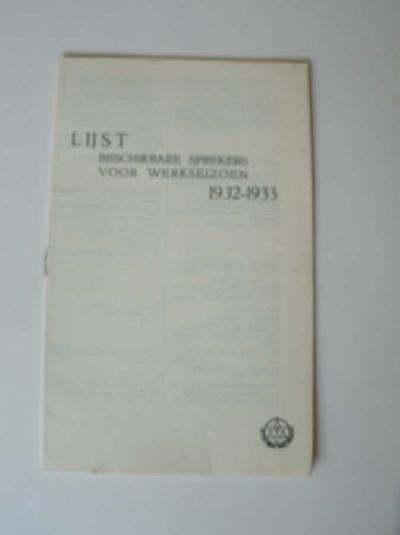 LIJST
BESCHIKBARE SPREKERS
VOOR WERKSEIZOEN
1932-1933